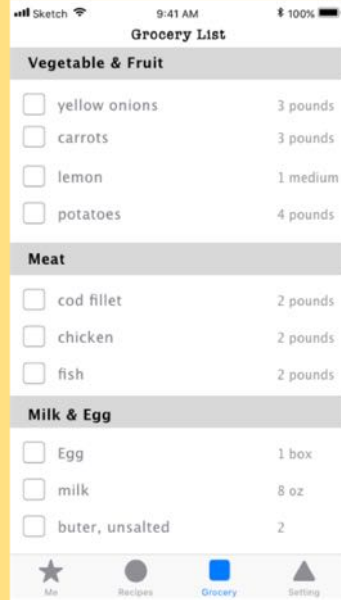 Sketch 9:41 AM 100%
Grocery List
Vegetable & Fruit
yellow onions 3 pounds
carrots 3 pounds
lemon 1 medium
potatoes 4 pounds
Meat
cod fillet 2 pounds
chicken 2 pounds
fish 2 pounds
Milk & Egg
Egg 1 box
milk 8 oz
buter, unsalted 2
Me Recipes Grocery Setting